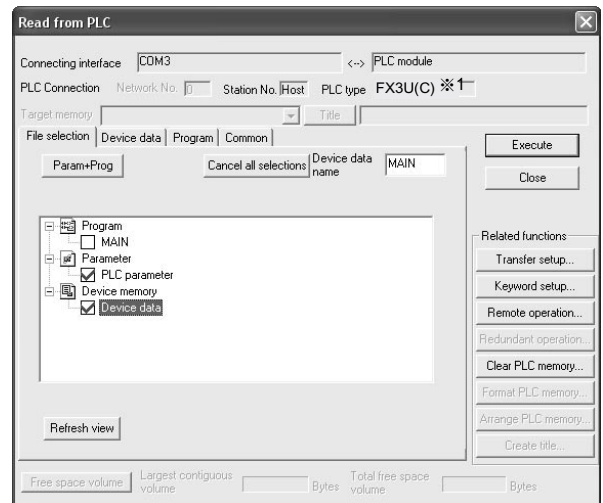 Read from PLC
Connecting interface COM3 <--> PLC module
PLC Connection Network No. 0 Station No. Host PLC type FX3U(C) ※1
Target memory Title
File selection Device data Program Common
Execute
Param+Prog Cancel all selections Device data name MAIN
Close
Program
MAIN
Parameter
PLC parameter
Device memory
Device data
Related functions
Transfer setup...
Keyword setup...
Remote operation...
Redundant operation...
Clear PLC memory...
Format PLC memory...
Arrange PLC memory...
Create title...
Refresh view
Free space volume Largest contiguous volume Bytes Total free space volume Bytes